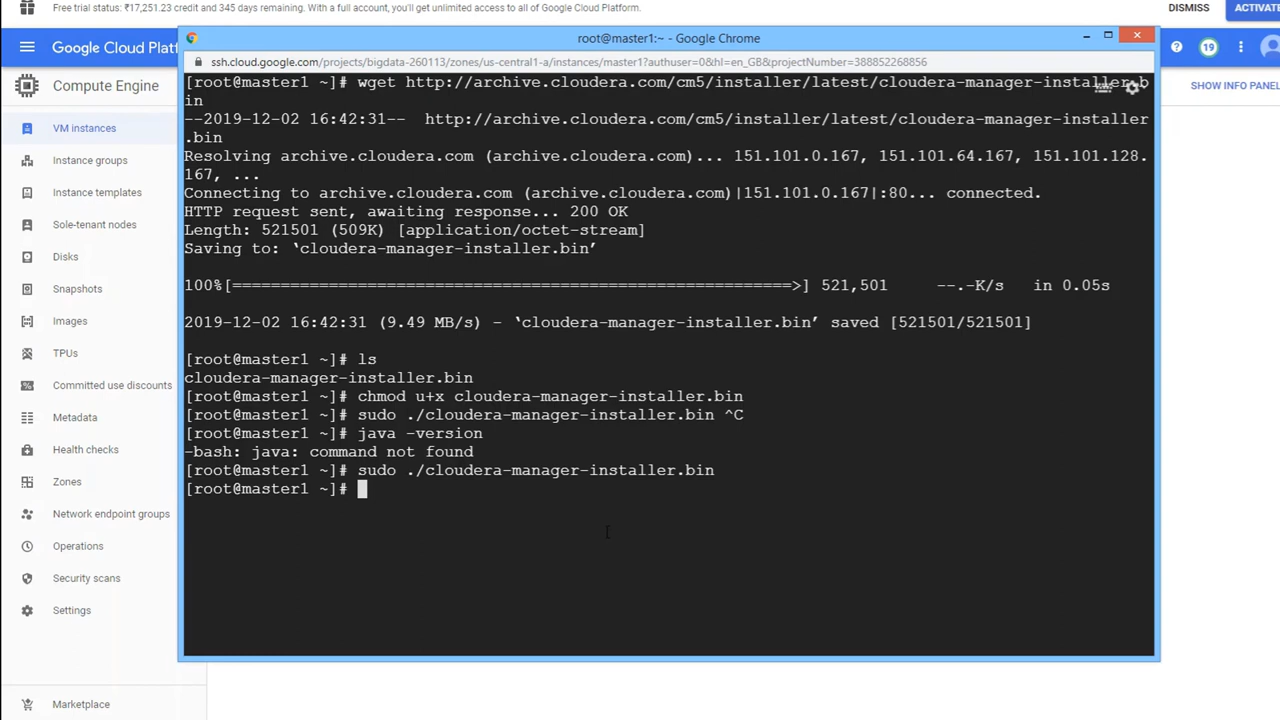 free trial status: ₹17,251.23 credit and 345 days remaining. With a full account, you'll get unlimited access to all of Google Cloud Platform.
DISMISS
ACTIVATE
Google Cloud Platf
19
root@master1:~ - Google Chrome
ssh.cloud.google.com/projects/bigdata-260113/zones/us-central1-a/instances/master1?authuser=0&hl=en_GB&projectNumber=388852268856
Compute Engine
SHOW INFO PANEL
VM instances
Instance groups
Instance templates
Sole-tenant nodes
Disks
Snapshots
Images
TPUs
Committed use discounts
Metadata
Health checks
Zones
Network endpoint groups
Operations
Security scans
Settings
Marketplace
[root@master1 ~]# wget http://archive.cloudera.com/cm5/installer/latest/cloudera-manager-installer.b
in
--2019-12-02 16:42:31-- http://archive.cloudera.com/cm5/installer/latest/cloudera-manager-installer
.bin
Resolving archive.cloudera.com (archive.cloudera.com)... 151.101.0.167, 151.101.64.167, 151.101.128.
167, ...
Connecting to archive.cloudera.com (archive.cloudera.com)|151.101.0.167|:80... connected.
HTTP request sent, awaiting response... 200 OK
Length: 521501 (509K) [application/octet-stream]
Saving to: ‘cloudera-manager-installer.bin’
100%[==========================================================>] 521,501 --.-K/s in 0.05s
2019-12-02 16:42:31 (9.49 MB/s) - ‘cloudera-manager-installer.bin’ saved [521501/521501]
[root@master1 ~]# ls
cloudera-manager-installer.bin
[root@master1 ~]# chmod u+x cloudera-manager-installer.bin
[root@master1 ~]# sudo ./cloudera-manager-installer.bin ^C
[root@master1 ~]# java -version
-bash: java: command not found
[root@master1 ~]# sudo ./cloudera-manager-installer.bin
[root@master1 ~]#